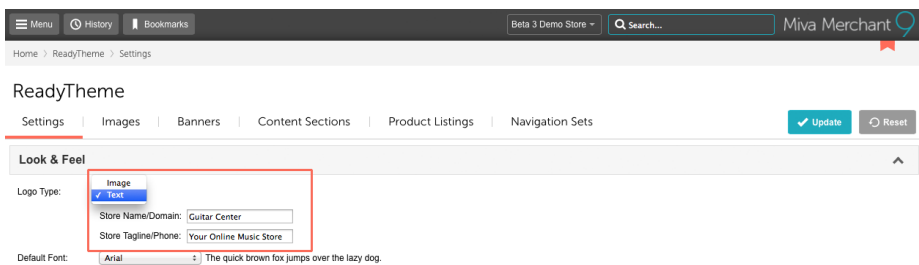 Menu History Bookmarks Beta 3 Demo Store Search... Miva Merchant 9
Home > ReadyTheme > Settings
ReadyTheme
Settings Images Banners Content Sections Product Listings Navigation Sets Update Reset
Look & Feel
Image
Logo Type: ✓ Text
Store Name/Domain: Guitar Center
Store Tagline/Phone: Your Online Music Store
Default Font: Arial The quick brown fox jumps over the lazy dog.